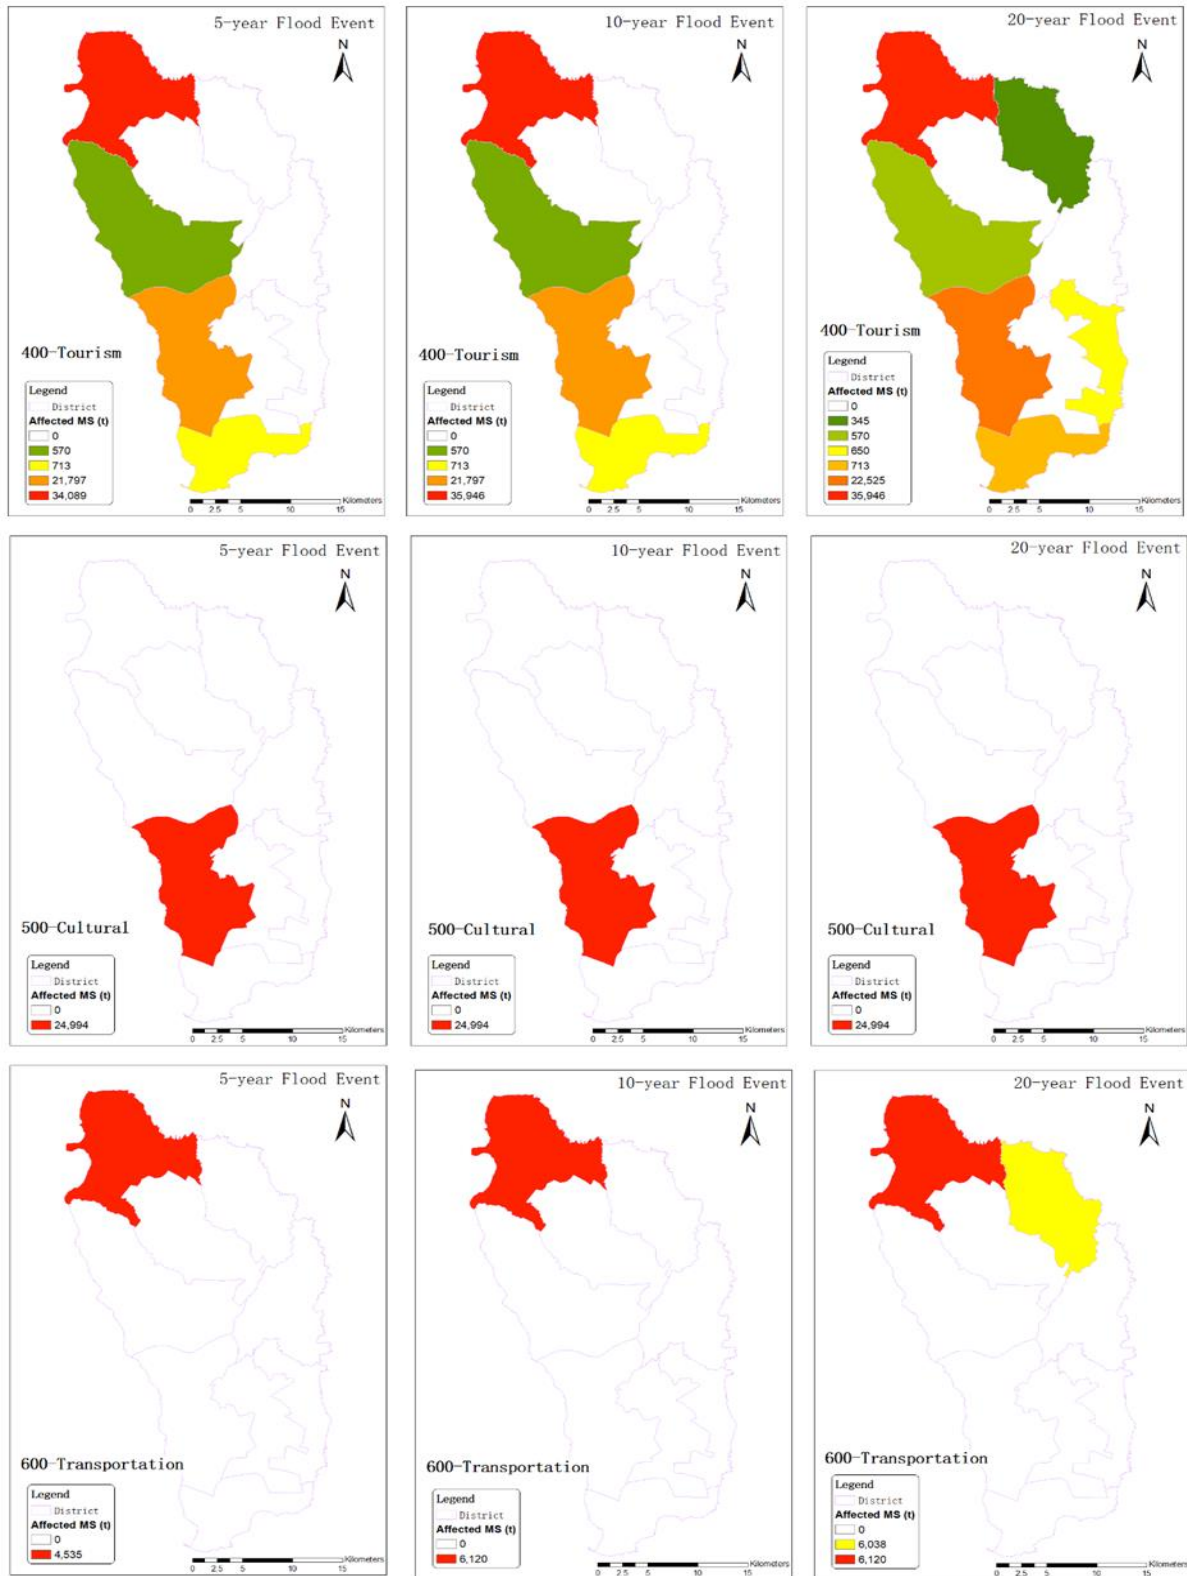 5-year Flood Event
N
400-Tourism
Legend
District
Affected MS (t)
0
570
713
21,797
34,089
0 2.5 5 10 15 Kilometers
10-year Flood Event
N
400-Tourism
Legend
District
Affected MS (t)
0
570
713
21,797
35,946
0 2.5 5 10 15 Kilometers
20-year Flood Event
N
400-Tourism
Legend
District
Affected MS (t)
0
345
570
650
713
22,525
35,946
0 2.5 5 10 15 Kilometers
5-year Flood Event
N
500-Cultural
Legend
District
Affected MS (t)
0
24,994
0 2.5 5 10 15 Kilometers
10-year Flood Event
N
500-Cultural
Legend
District
Affected MS (t)
0
24,994
0 2.5 5 10 15 Kilometers
20-year Flood Event
N
500-Cultural
Legend
District
Affected MS (t)
0
24,994
0 2.5 5 10 15 Kilometers
5-year Flood Event
N
600-Transportation
Legend
District
Affected MS (t)
0
4,535
0 2.5 5 10 15 Kilometers
10-year Flood Event
N
600-Transportation
Legend
District
Affected MS (t)
0
6,120
0 2.5 5 10 15 Kilometers
20-year Flood Event
N
600-Transportation
Legend
District
Affected MS (t)
0
6,038
6,120
0 2.5 5 10 15 Kilometers